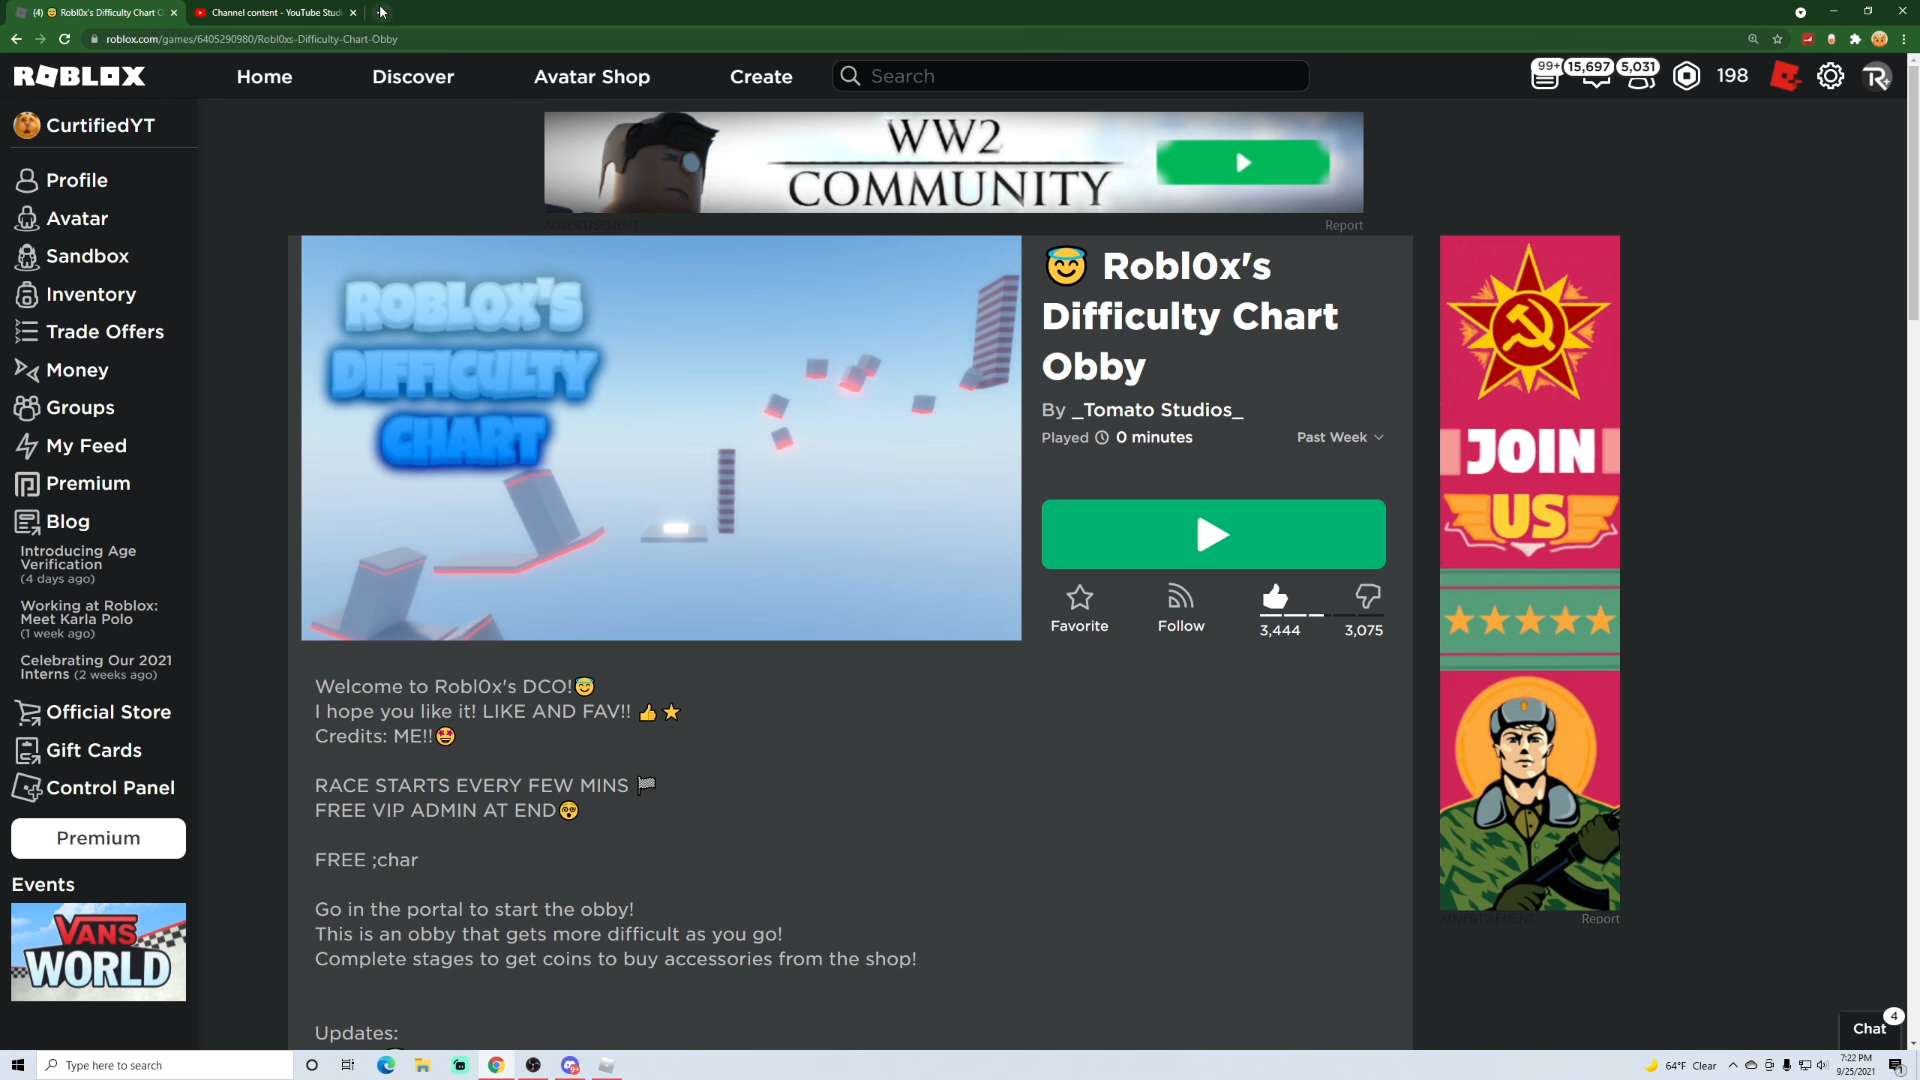 (4) 😇 Robl0x's Difficulty Chart O
Channel content - YouTube Studi
roblox.com/games/6405290980/Robl0xs-Difficulty-Chart-Obby
ROBLOX
Home
Discover
Avatar Shop
Create
Search
99+
15,697
5,031
198
CurtifiedYT
Profile
Avatar
Sandbox
Inventory
Trade Offers
Money
Groups
My Feed
Premium
Blog
Introducing Age
Verification
(4 days ago)
Working at Roblox:
Meet Karla Polo
(1 week ago)
Celebrating Our 2021
Interns (2 weeks ago)
Official Store
Gift Cards
Control Panel
Premium
Events
VANS
WORLD
WW2
COMMUNITY
ADVERTISEMENT
Report
ROBLOX'S
DIFFICULTY
CHART
😇 Robl0x's
Difficulty Chart
Obby
By _Tomato Studios_
Played 0 minutes
Past Week
Favorite
Follow
3,444
3,075
Welcome to Robl0x's DCO!😇
I hope you like it! LIKE AND FAV!! 👍⭐
Credits: ME!!🤩
RACE STARTS EVERY FEW MINS 🏁
FREE VIP ADMIN AT END😵
FREE ;char
Go in the portal to start the obby!
This is an obby that gets more difficult as you go!
Complete stages to get coins to buy accessories from the shop!
Updates:
JOIN
US
ADVERTISEMENT
Report
Chat
4
Type here to search
64°F Clear
7:22 PM
9/25/2021